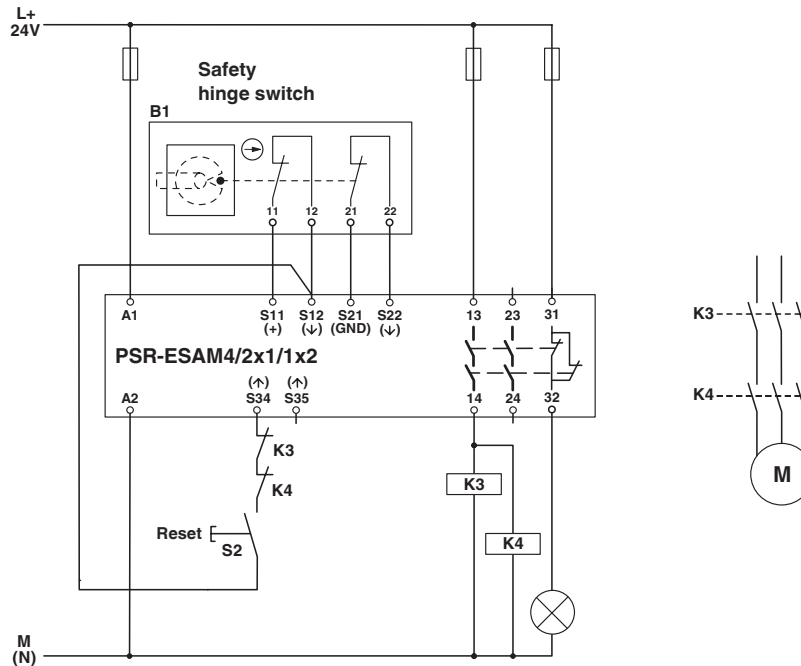 L+
24V
Safety
hinge switch
B1
11 12 21 22
A1 S11 S12 S21 S22 13 23 31
(+) (↓) (GND) (↓)
PSR-ESAM4/2x1/1x2
(↑) (↑)
A2 S34 S35 14 24 32
K3
K4
Reset
S2
K3
K4
M
(N)
K3
K4
M